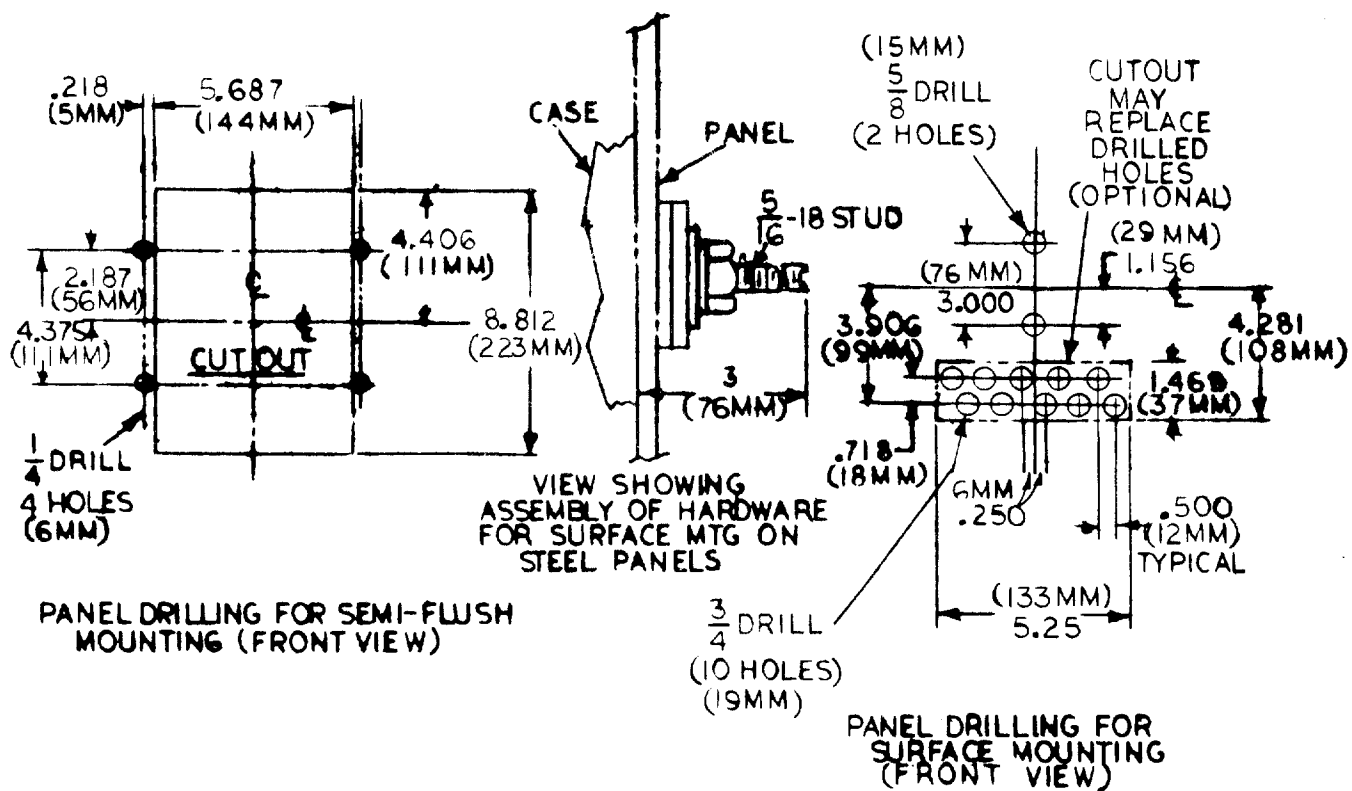 .218
(5MM)
5.687
(144MM)
4.406
(111MM)
2.187
(56MM)
4.375
(111MM)
8.812
(223MM)
CUTOUT
1/4 DRILL
4 HOLES
(6MM)
PANEL DRILLING FOR SEMI-FLUSH
MOUNTING (FRONT VIEW)
CASE
PANEL
5/6-18 STUD
3
(76MM)
VIEW SHOWING
ASSEMBLY OF HARDWARE
FOR SURFACE MTG ON
STEEL PANELS
(15MM)
5/8 DRILL
(2 HOLES)
CUTOUT
MAY
REPLACE
DRILLED
HOLES
(OPTIONAL)
(29MM)
1.156
(76MM)
3.000
3.906
(99MM)
4.281
(108MM)
1.468
(37MM)
.718
(18MM)
6MM
.250
.500
(12MM)
TYPICAL
(133MM)
5.25
3/4 DRILL
(10 HOLES)
(19MM)
PANEL DRILLING FOR
SURFACE MOUNTING
(FRONT VIEW)